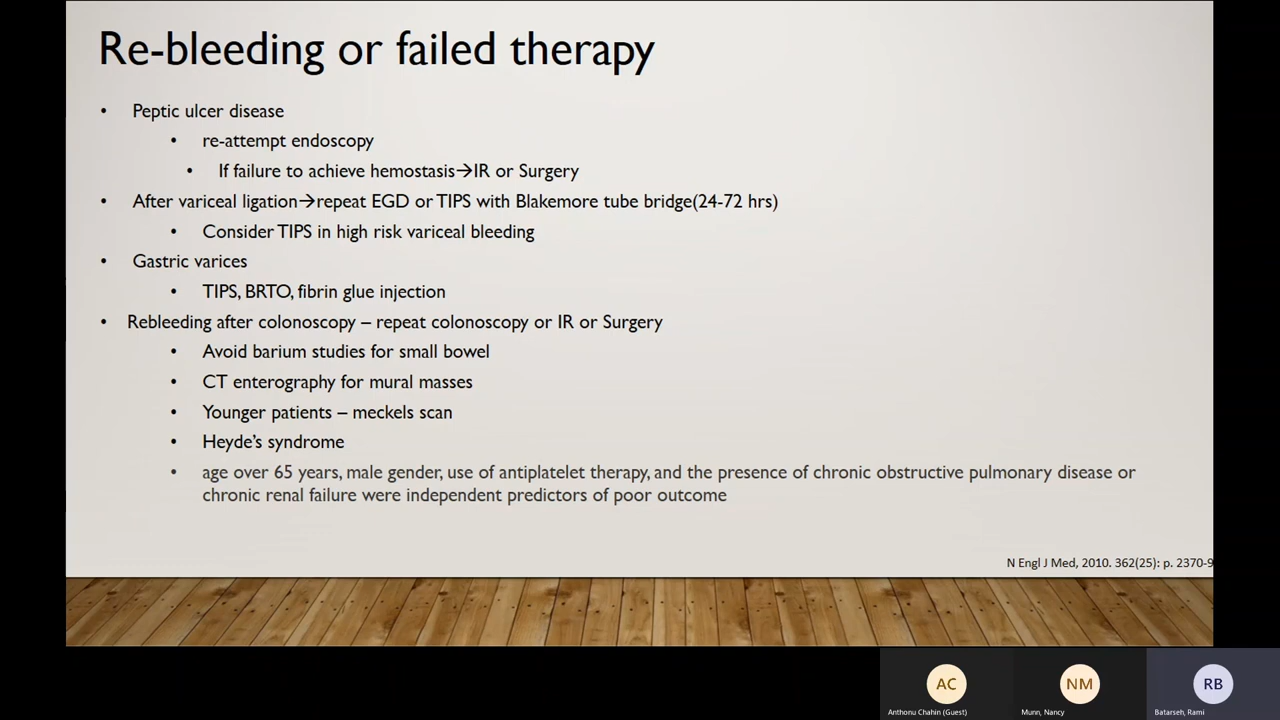 Re-bleeding or failed therapy
• Peptic ulcer disease
• re-attempt endoscopy
• If failure to achieve hemostasis→IR or Surgery
• After variceal ligation→repeat EGD or TIPS with Blakemore tube bridge(24-72 hrs)
• Consider TIPS in high risk variceal bleeding
• Gastric varices
• TIPS, BRTO, fibrin glue injection
• Rebleeding after colonoscopy – repeat colonoscopy or IR or Surgery
• Avoid barium studies for small bowel
• CT enterography for mural masses
• Younger patients – meckels scan
• Heyde's syndrome
• age over 65 years, male gender, use of antiplatelet therapy, and the presence of chronic obstructive pulmonary disease or
chronic renal failure were independent predictors of poor outcome
N Engl J Med, 2010. 362(25): p. 2370-9
AC
NM
RB
Anthonu Chahin (Guest)
Munn, Nancy
Batarseh, Rami